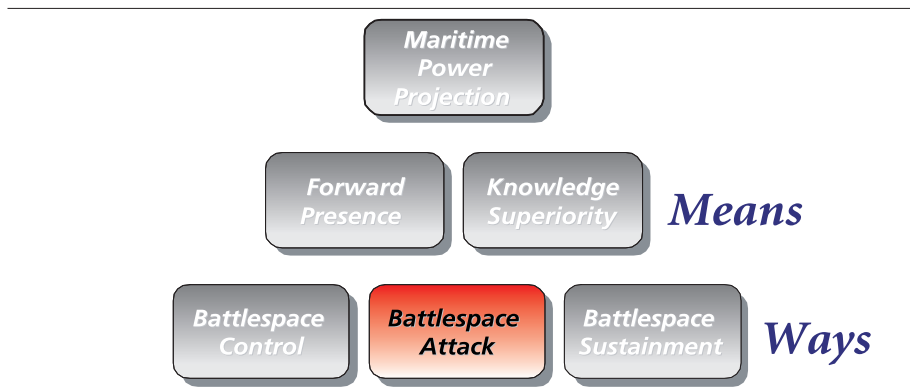 Maritime
Power
Projection
Forward
Presence
Knowledge
Superiority
Means
Battlespace
Control
Battlespace
Attack
Battlespace
Sustainment
Ways